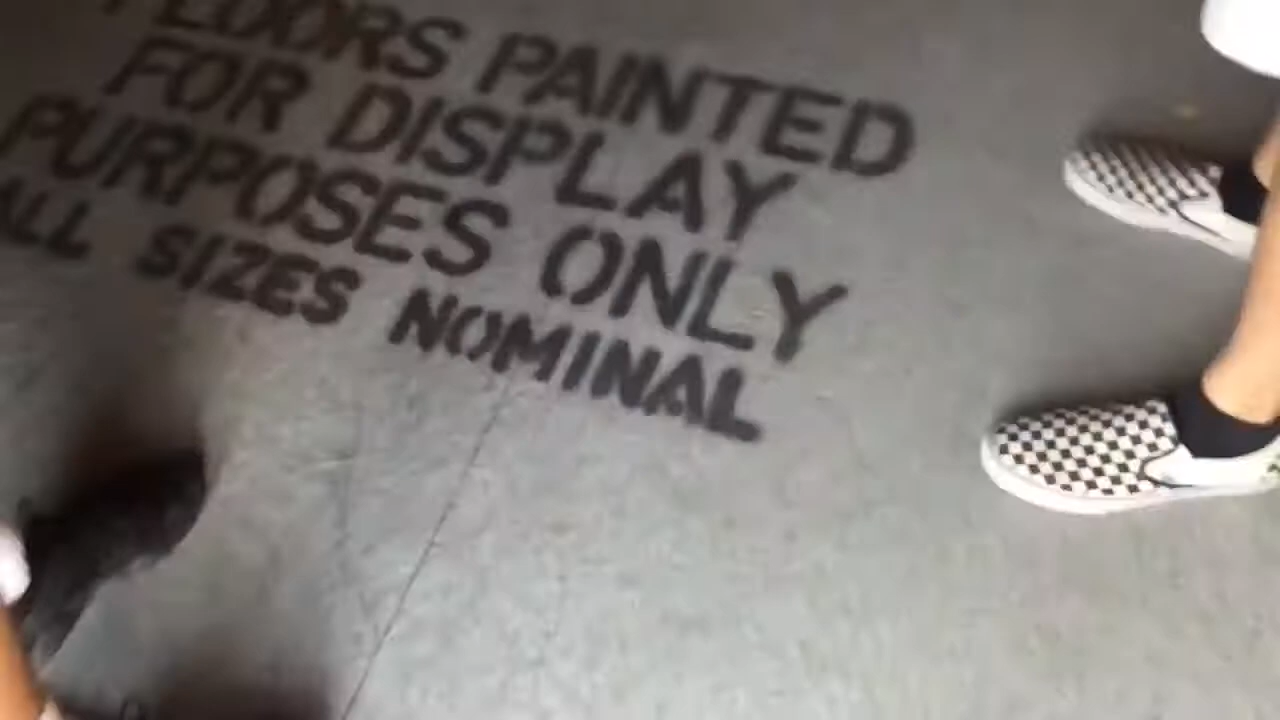 FLOORS PAINTED
FOR DISPLAY
PURPOSES ONLY
ALL SIZES NOMINAL